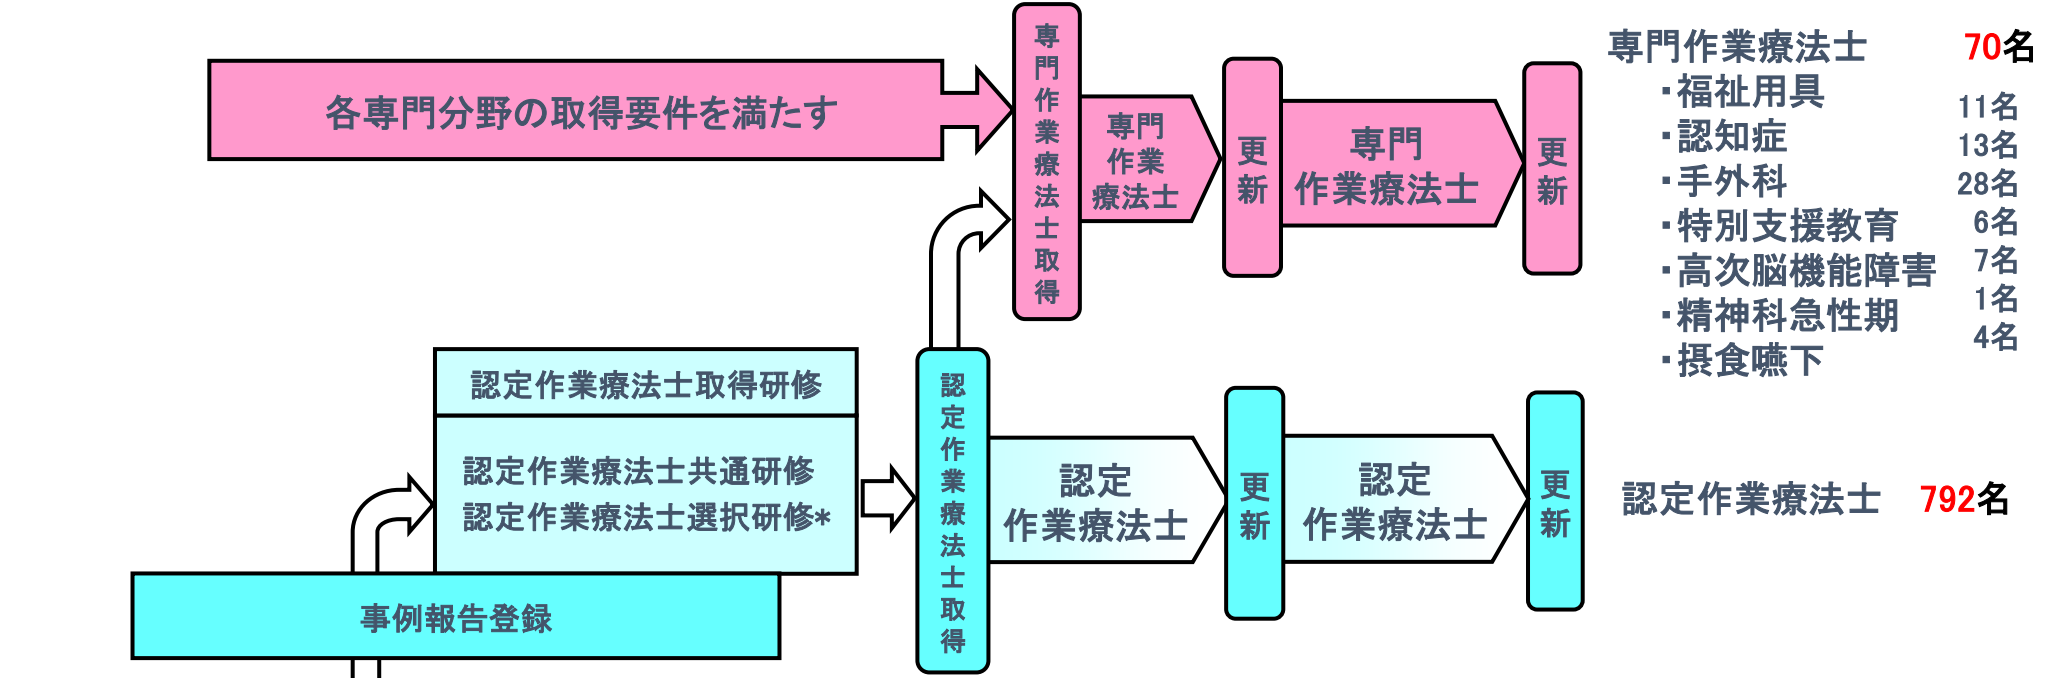 各専門分野の取得要件を満たす
専門作業療法士取得
専門
作業
療法士
更新
専門
作業療法士
更新
専門作業療法士 70名
・福祉用具 11名
・認知症 13名
・手外科 28名
・特別支援教育 6名
・高次脳機能障害 7名
・精神科急性期 1名
・摂食嚥下 4名
認定作業療法士取得研修
認定作業療法士共通研修
認定作業療法士選択研修*
事例報告登録
認定作業療法士取得
認定
作業療法士
更新
認定
作業療法士
更新
認定作業療法士 792名